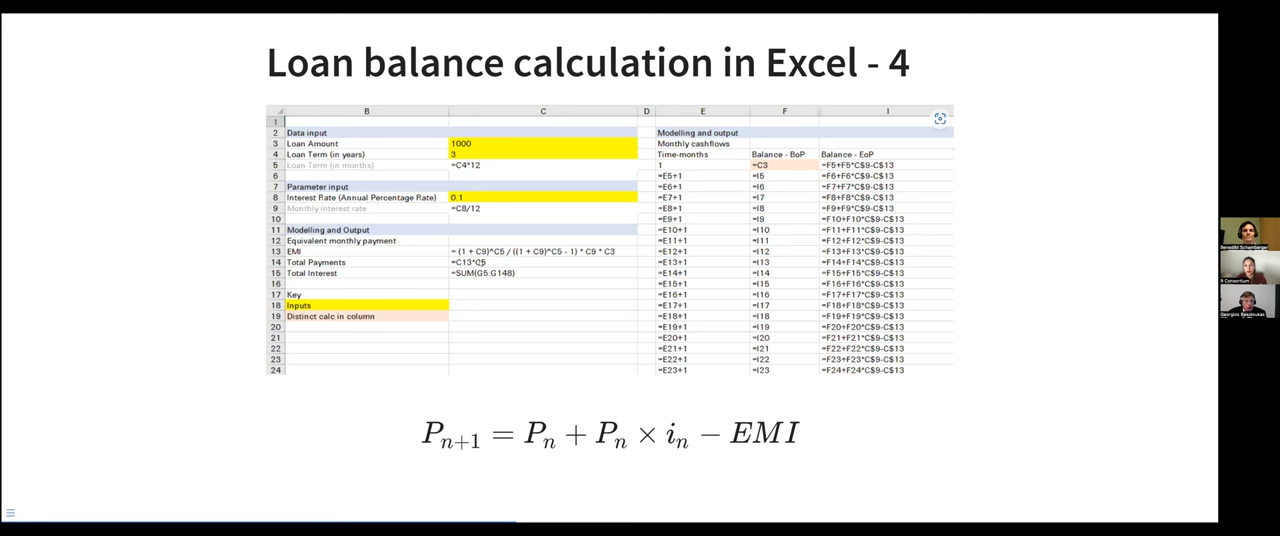 Loan balance calculation in Excel - 4
B C D E F I
1
2 Data input Modelling and output
3 Loan Amount 1000 Monthly cashflows
4 Loan Term (in years) 3 Time-months Balance - BoP Balance - EoP
5 Loan Term (in months) =C4*12 1 =C3 =F5+F5*C$9-C$13
6 =E5+1 =I5 =F6+F6*C$9-C$13
7 Parameter input =E6+1 =I6 =F7+F7*C$9-C$13
8 Interest Rate (Annual Percentage Rate) 0.1 =E7+1 =I7 =F8+F8*C$9-C$13
9 Monthly interest rate =C8/12 =E8+1 =I8 =F9+F9*C$9-C$13
10 =E9+1 =I9 =F10+F10*C$9-C$13
11 Modelling and Output =E10+1 =I10 =F11+F11*C$9-C$13
12 Equivalent monthly payment =E11+1 =I11 =F12+F12*C$9-C$13
13 EMI = (1 + C9)^C5 / ((1 + C9)^C5 - 1) * C9 * C3 =E12+1 =I12 =F13+F13*C$9-C$13
14 Total Payments =C13*C5 =E13+1 =I13 =F14+F14*C$9-C$13
15 Total Interest =SUM(G5:G148) =E14+1 =I14 =F15+F15*C$9-C$13
16 =E15+1 =I15 =F16+F16*C$9-C$13
17 Key =E16+1 =I16 =F17+F17*C$9-C$13
18 Inputs =E17+1 =I17 =F18+F18*C$9-C$13
19 Distinct calc in column =E18+1 =I18 =F19+F19*C$9-C$13
20 =E19+1 =I19 =F20+F20*C$9-C$13
21 =E20+1 =I20 =F21+F21*C$9-C$13
22 =E21+1 =I21 =F22+F22*C$9-C$13
23 =E22+1 =I22 =F23+F23*C$9-C$13
24 =E23+1 =I23 =F24+F24*C$9-C$13
P_{n+1} = P_n + P_n × i_n − EMI
Benedikt Schamberger
R Consortium
Georgios Bakoloukas